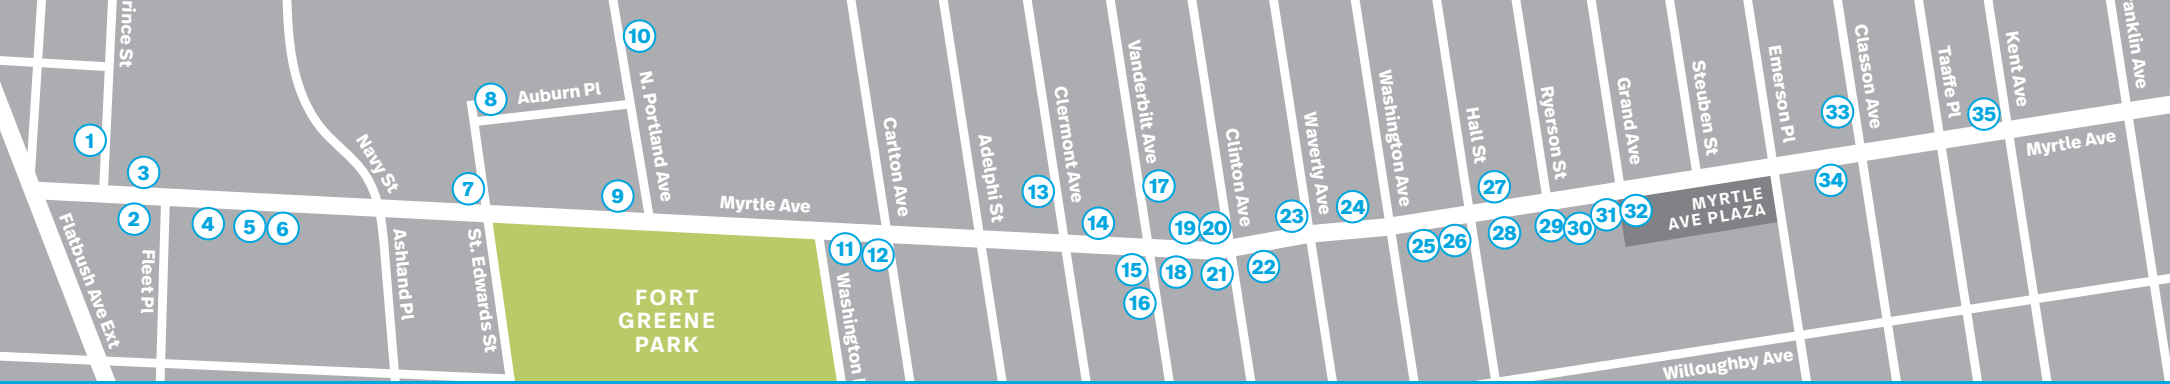 rince St
1
3
2
Flatbush Ave Ext
Fleet Pl
4
5
6
Navy St
Ashland Pl
7
St. Edwards St
8
Auburn Pl
9
10
N. Portland Ave
Myrtle Ave
FORT
GREENE
PARK
11
12
Washington
Carlton Ave
Adelphi St
13
Clermont Ave
14
Vanderbilt Ave
15
16
17
18
19
20
21
22
Clinton Ave
23
Waverly Ave
24
Washington Ave
25
26
Hall St
27
28
Ryerson St
29
30
31
32
Grand Ave
Steuben St
MYRTLE
AVE PLAZA
Emerson Pl
33
34
Classon Ave
Taaffe Pl
35
Kent Ave
Myrtle Ave
anklin Ave
Willoughby Ave